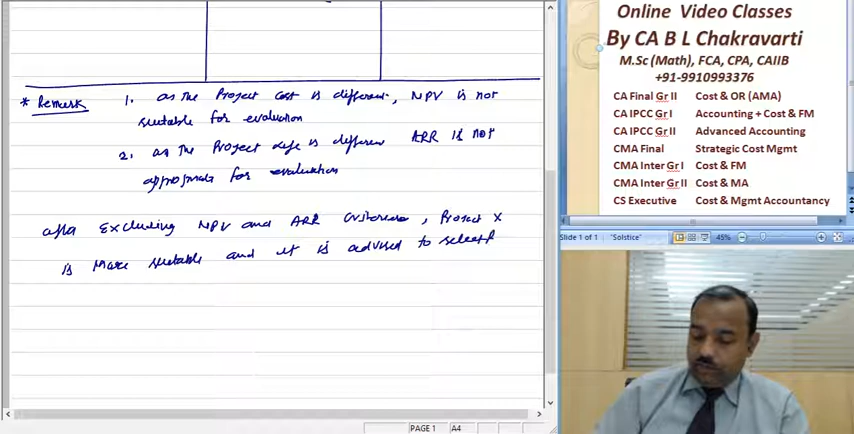 Online Video Classes
By CA B L Chakravarti
M.Sc (Math), FCA, CPA, CAIIB
+91-9910993376
CA Final Gr II Cost & OR (AMA)
CA IPCC Gr I Accounting + Cost & FM
CA IPCC Gr II Advanced Accounting
CMA Final Strategic Cost Mgmt
CMA Inter Gr I Cost & FM
CMA Inter Gr II Cost & MA
CS Executive Cost & Mgmt Accountancy
* Remark 1. as the Project Cost is different, NPV is not
suitable for evaluation
2. as the Project Life is different ARR is not
appropriate for evaluation
after Excluding NPV and ARR criterion, Project X
is More suitable and it is advised to select
Slide 1 of 1 "Solstice" 45%
PAGE 1 A4